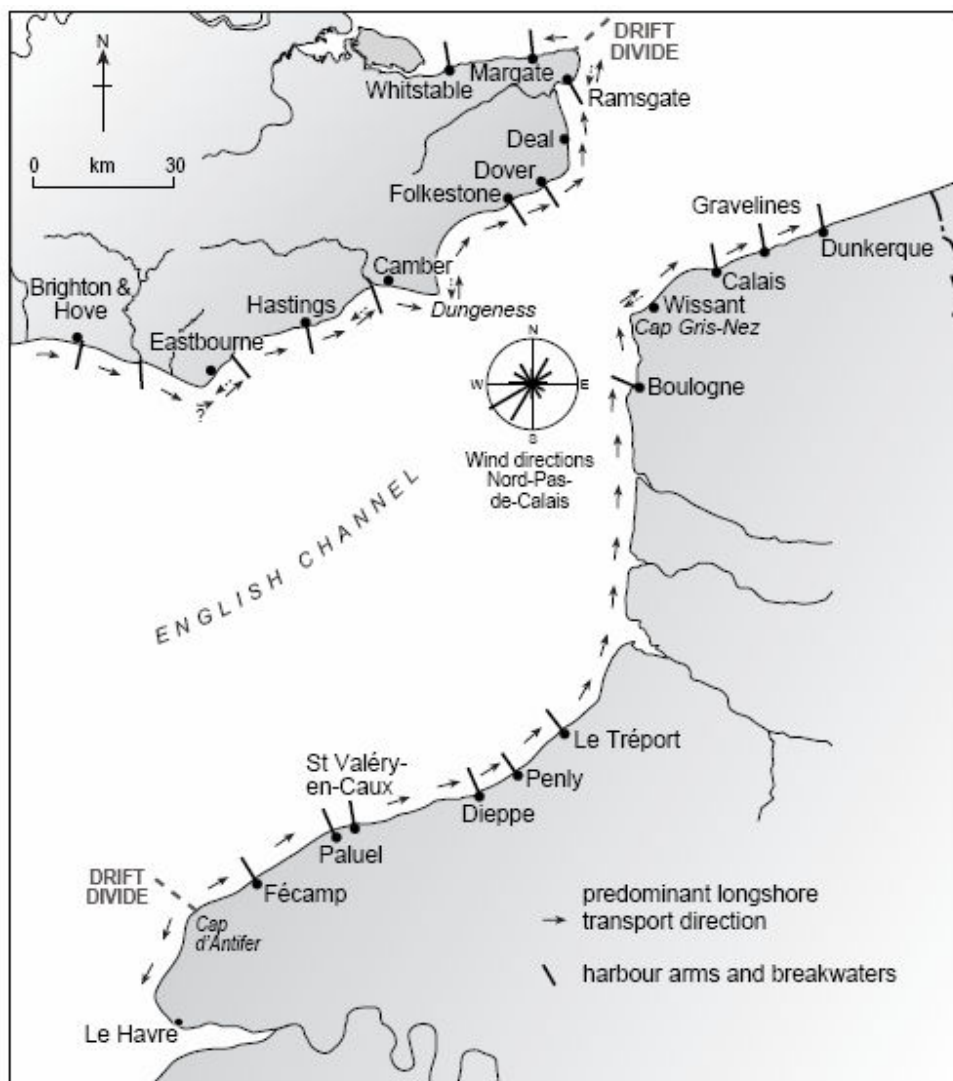 N
0 km 30
DRIFT
DIVIDE
Whitstable
Margate
Ramsgate
Deal
Dover
Folkestone
Camber
Dungeness
Hastings
Brighton &
Hove
Eastbourne
?
Gravelines
Dunkerque
Calais
Wissant
Cap Gris-Nez
Boulogne
N
W
E
S
Wind directions
Nord-Pas-
de-Calais
ENGLISH CHANNEL
Le Tréport
Penly
Dieppe
St Valéry-
en-Caux
Paluel
Fécamp
DRIFT
DIVIDE
Cap
d'Antifer
Le Havre
predominant longshore
transport direction
harbour arms and breakwaters